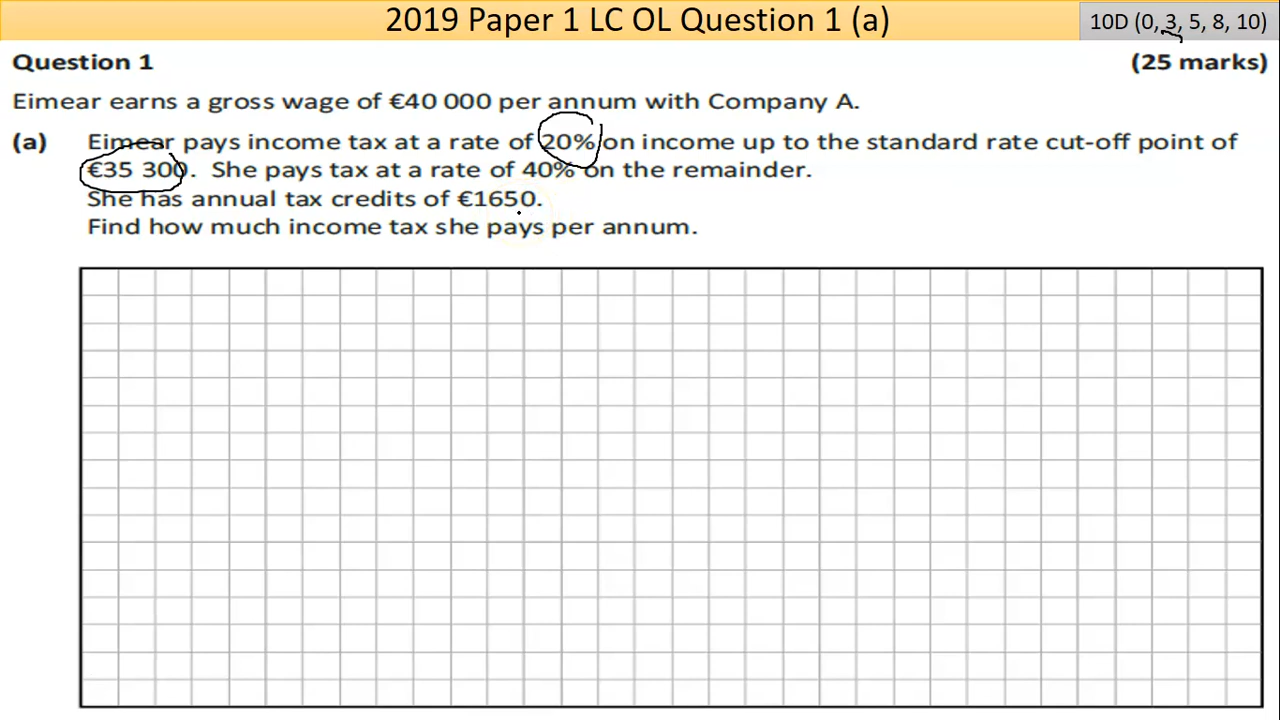 2019 Paper 1 LC OL Question 1 (a)
10D (0, 3, 5, 8, 10)
Question 1
(25 marks)
Eimear earns a gross wage of €40 000 per annum with Company A.
(a) Eimear pays income tax at a rate of 20% on income up to the standard rate cut-off point of
€35 300. She pays tax at a rate of 40% on the remainder.
She has annual tax credits of €1650.
Find how much income tax she pays per annum.